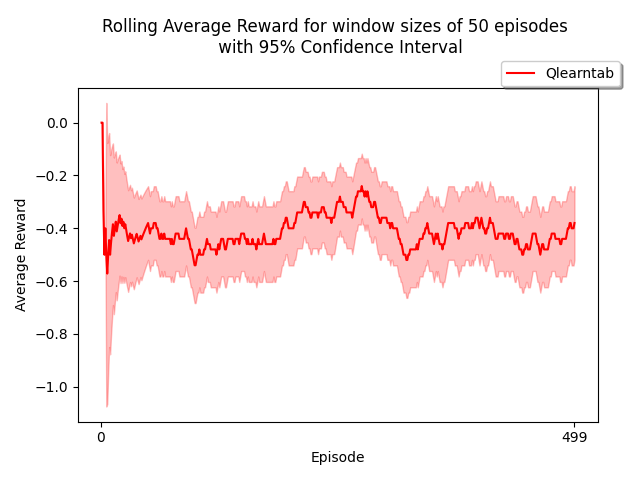 Rolling Average Reward for window sizes of 50 episodes
with 95% Confidence Interval
Qlearntab
0.0
−0.2
−0.4
−0.6
−0.8
−1.0
Average Reward
0
499
Episode